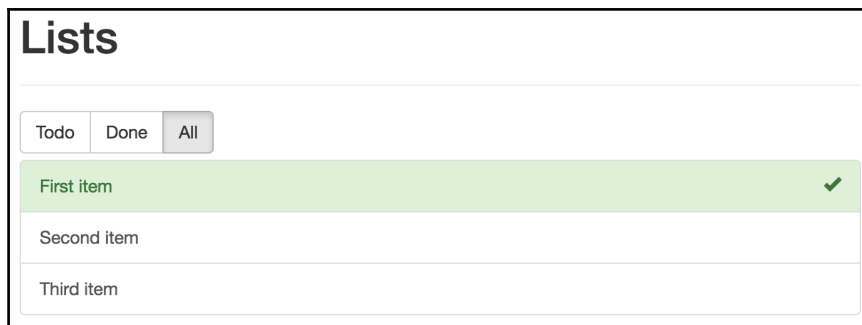 Lists
Todo Done All
First item
Second item
Third item